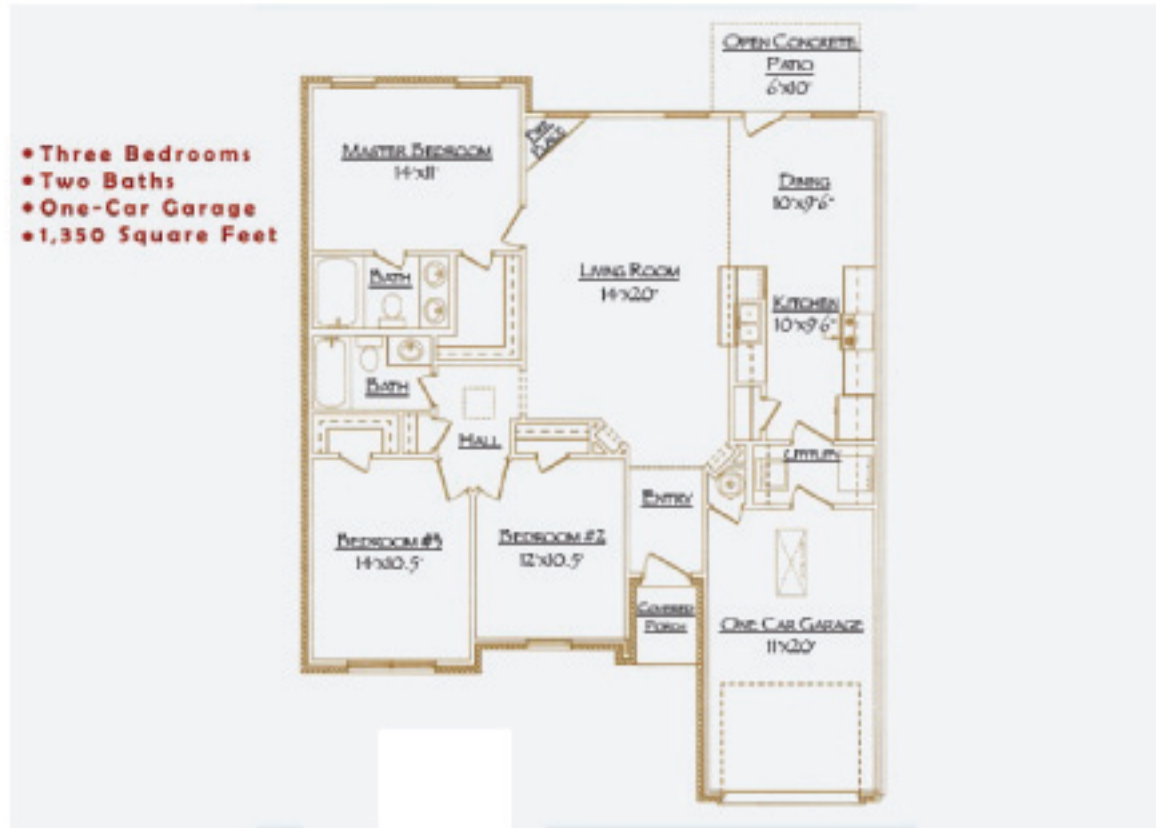 • Three Bedrooms
• Two Baths
• One-Car Garage
• 1,350 Square Feet
OPEN CONCRETE
PATIO
6'x10'
MASTER BEDROOM
14'x11'
FIRE
PLACE
DINING
10'x9'6"
BATH
LIVING ROOM
14'x20'
KITCHEN
10'x9'6"
BATH
HALL
UTILITY
ENTRY
BEDROOM #3
14'x10.5'
BEDROOM #2
12'x10.5'
COVERED
PORCH
ONE CAR GARAGE
11'x20'